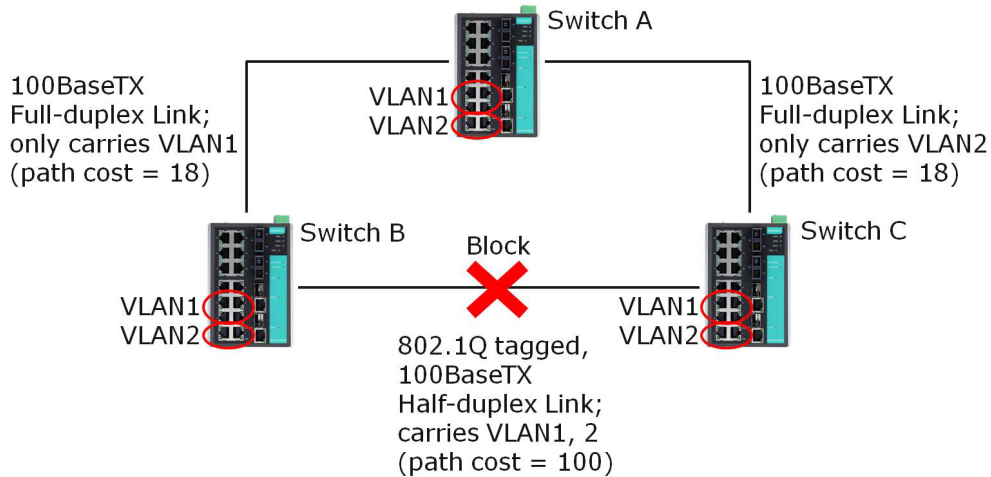 Switch A
100BaseTX
Full-duplex Link;
only carries VLAN1
(path cost = 18)
VLAN1
VLAN2
100BaseTX
Full-duplex Link;
only carries VLAN2
(path cost = 18)
Switch B
Block
Switch C
VLAN1
VLAN2
VLAN1
VLAN2
802.1Q tagged,
100BaseTX
Half-duplex Link;
carries VLAN1, 2
(path cost = 100)